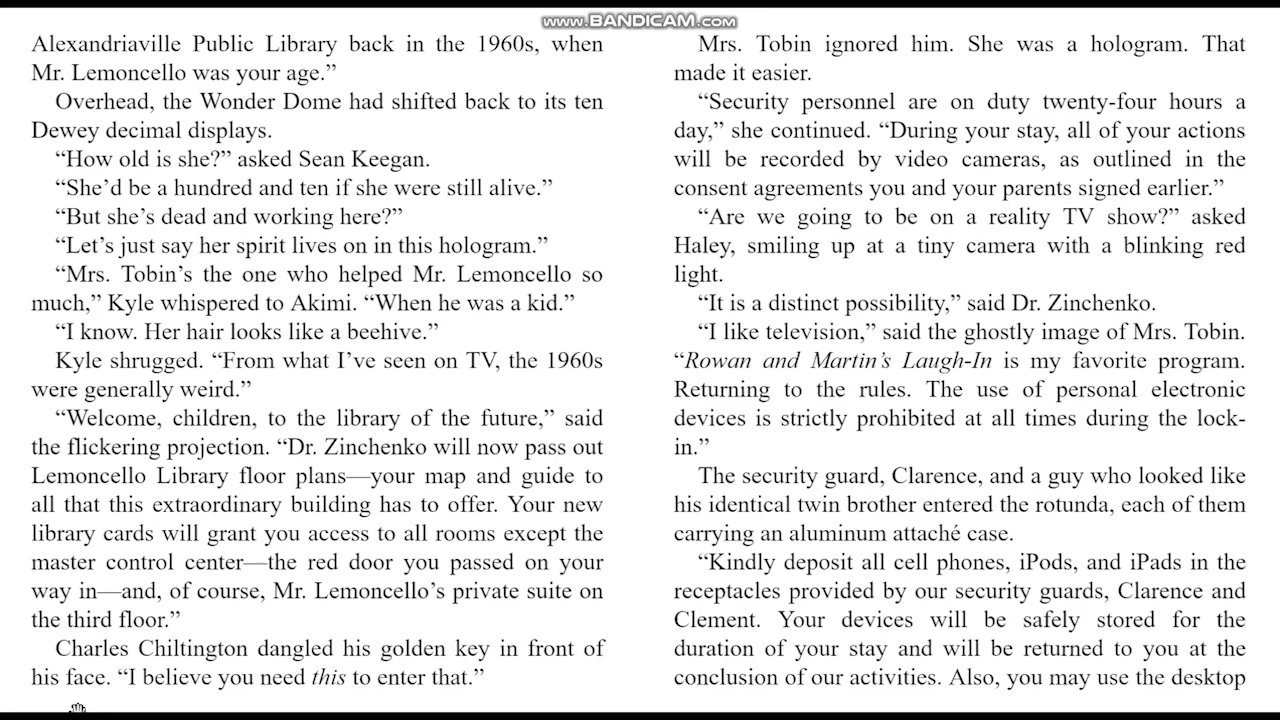 www.BANDICAM.com
Alexandriaville Public Library back in the 1960s, when
Mr. Lemoncello was your age.”
Overhead, the Wonder Dome had shifted back to its ten
Dewey decimal displays.
“How old is she?” asked Sean Keegan.
“She’d be a hundred and ten if she were still alive.”
“But she’s dead and working here?”
“Let’s just say her spirit lives on in this hologram.”
“Mrs. Tobin’s the one who helped Mr. Lemoncello so
much,” Kyle whispered to Akimi. “When he was a kid.”
“I know. Her hair looks like a beehive.”
Kyle shrugged. “From what I’ve seen on TV, the 1960s
were generally weird.”
“Welcome, children, to the library of the future,” said
the flickering projection. “Dr. Zinchenko will now pass out
Lemoncello Library floor plans—your map and guide to
all that this extraordinary building has to offer. Your new
library cards will grant you access to all rooms except the
master control center—the red door you passed on your
way in—and, of course, Mr. Lemoncello’s private suite on
the third floor.”
Charles Chiltington dangled his golden key in front of
his face. “I believe you need this to enter that.”
Mrs. Tobin ignored him. She was a hologram. That
made it easier.
“Security personnel are on duty twenty-four hours a
day,” she continued. “During your stay, all of your actions
will be recorded by video cameras, as outlined in the
consent agreements you and your parents signed earlier.”
“Are we going to be on a reality TV show?” asked
Haley, smiling up at a tiny camera with a blinking red
light.
“It is a distinct possibility,” said Dr. Zinchenko.
“I like television,” said the ghostly image of Mrs. Tobin.
“Rowan and Martin’s Laugh-In is my favorite program.
Returning to the rules. The use of personal electronic
devices is strictly prohibited at all times during the lock-
in.”
The security guard, Clarence, and a guy who looked like
his identical twin brother entered the rotunda, each of them
carrying an aluminum attaché case.
“Kindly deposit all cell phones, iPods, and iPads in the
receptacles provided by our security guards, Clarence and
Clement. Your devices will be safely stored for the
duration of your stay and will be returned to you at the
conclusion of our activities. Also, you may use the desktop